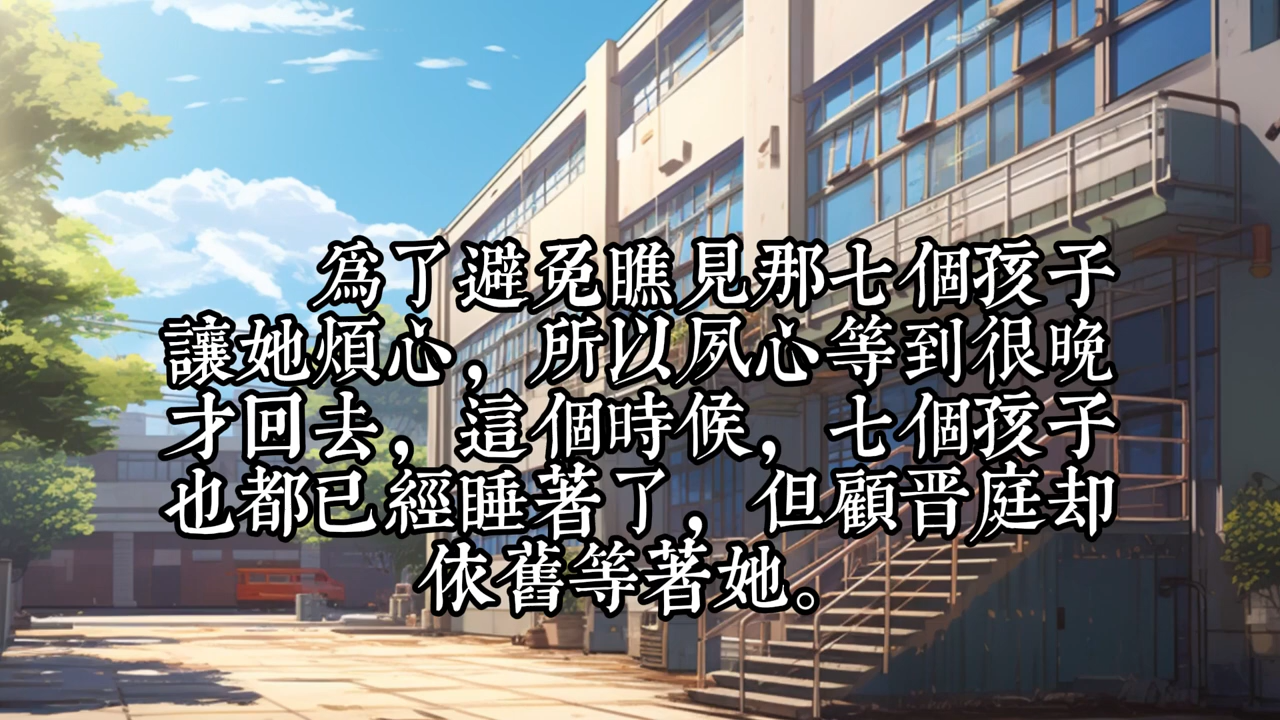 爲了避免瞧見那七個孩子
讓她煩心，所以夙心等到很晚
才回去，這個時候，七個孩子
也都已經睡著了，但顧晋庭却
依舊等著她。